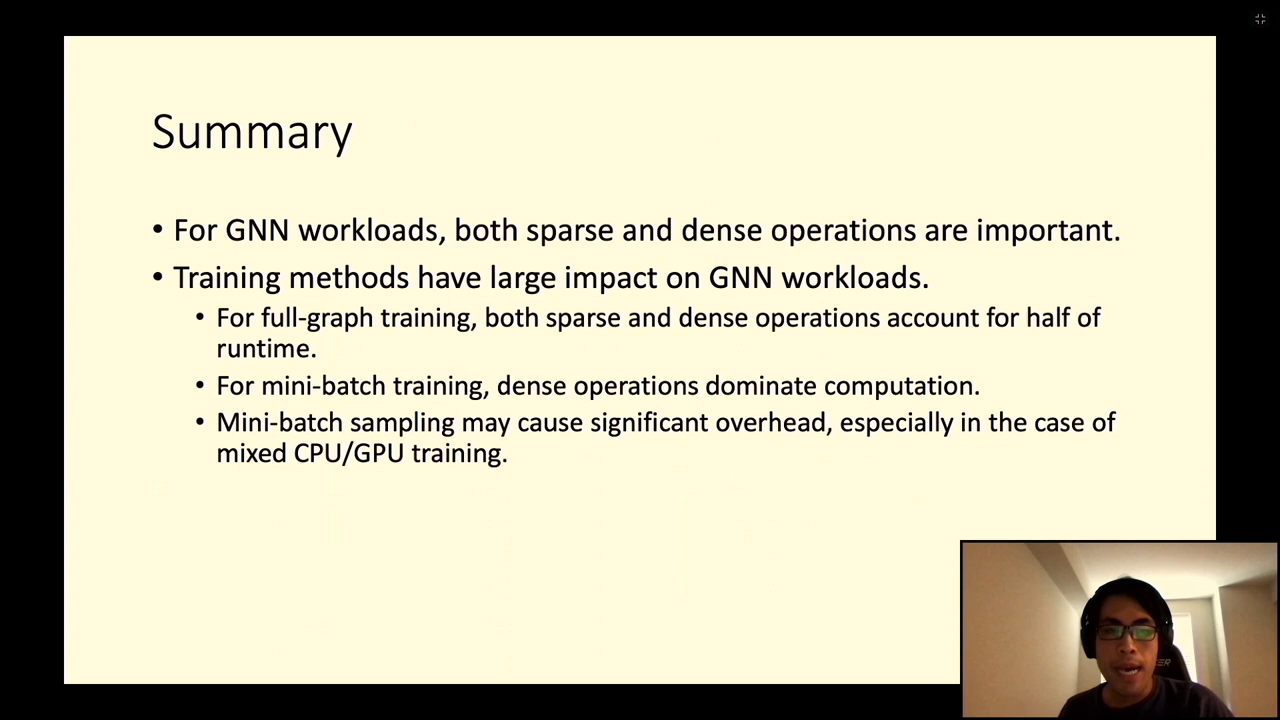 Summary
• For GNN workloads, both sparse and dense operations are important.
• Training methods have large impact on GNN workloads.
• For full-graph training, both sparse and dense operations account for half of
runtime.
• For mini-batch training, dense operations dominate computation.
• Mini-batch sampling may cause significant overhead, especially in the case of
mixed CPU/GPU training.